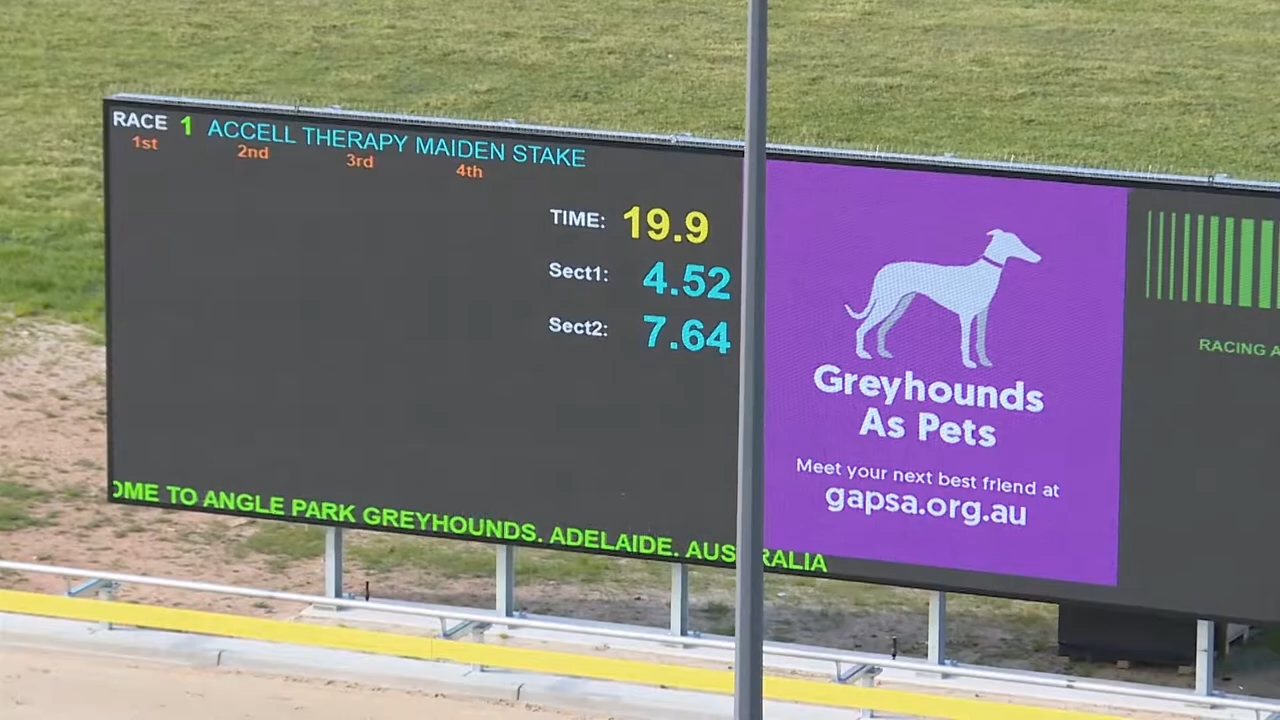 RACE 1 ACCELL THERAPY MAIDEN STAKE
1st 2nd 3rd 4th
TIME: 19.9
Sect1: 4.52
Sect2: 7.64
OME TO ANGLE PARK GREYHOUNDS. ADELAIDE. AUS RALIA
Greyhounds
As Pets
Meet your next best friend at
gapsa.org.au
RACING A